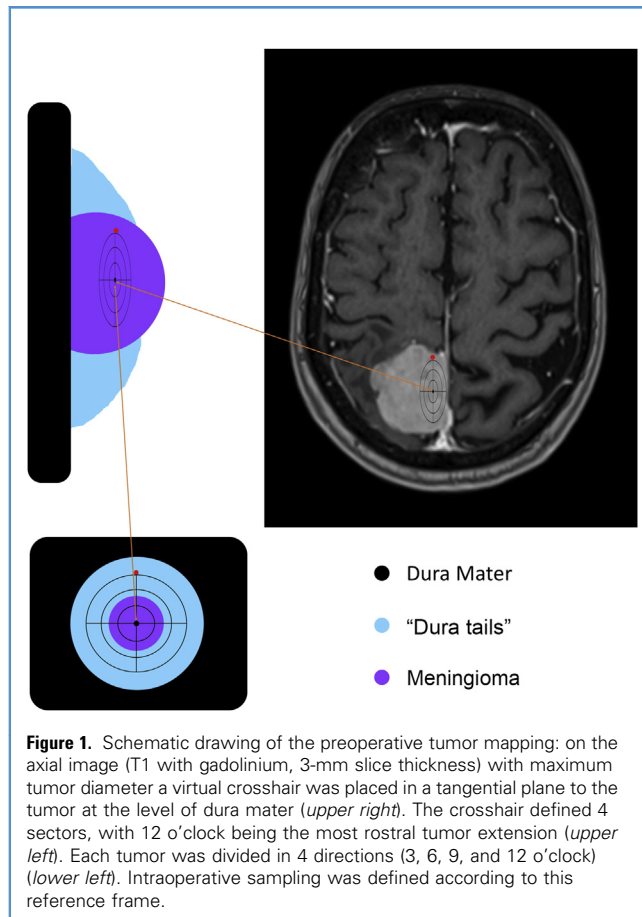 Dura Mater
“Dura tails”
Meningioma
Figure 1. Schematic drawing of the preoperative tumor mapping: on the
axial image (T1 with gadolinium, 3-mm slice thickness) with maximum
tumor diameter a virtual crosshair was placed in a tangential plane to the
tumor at the level of dura mater (upper right). The crosshair defined 4
sectors, with 12 o’clock being the most rostral tumor extension (upper
left). Each tumor was divided in 4 directions (3, 6, 9, and 12 o’clock)
(lower left). Intraoperative sampling was defined according to this
reference frame.